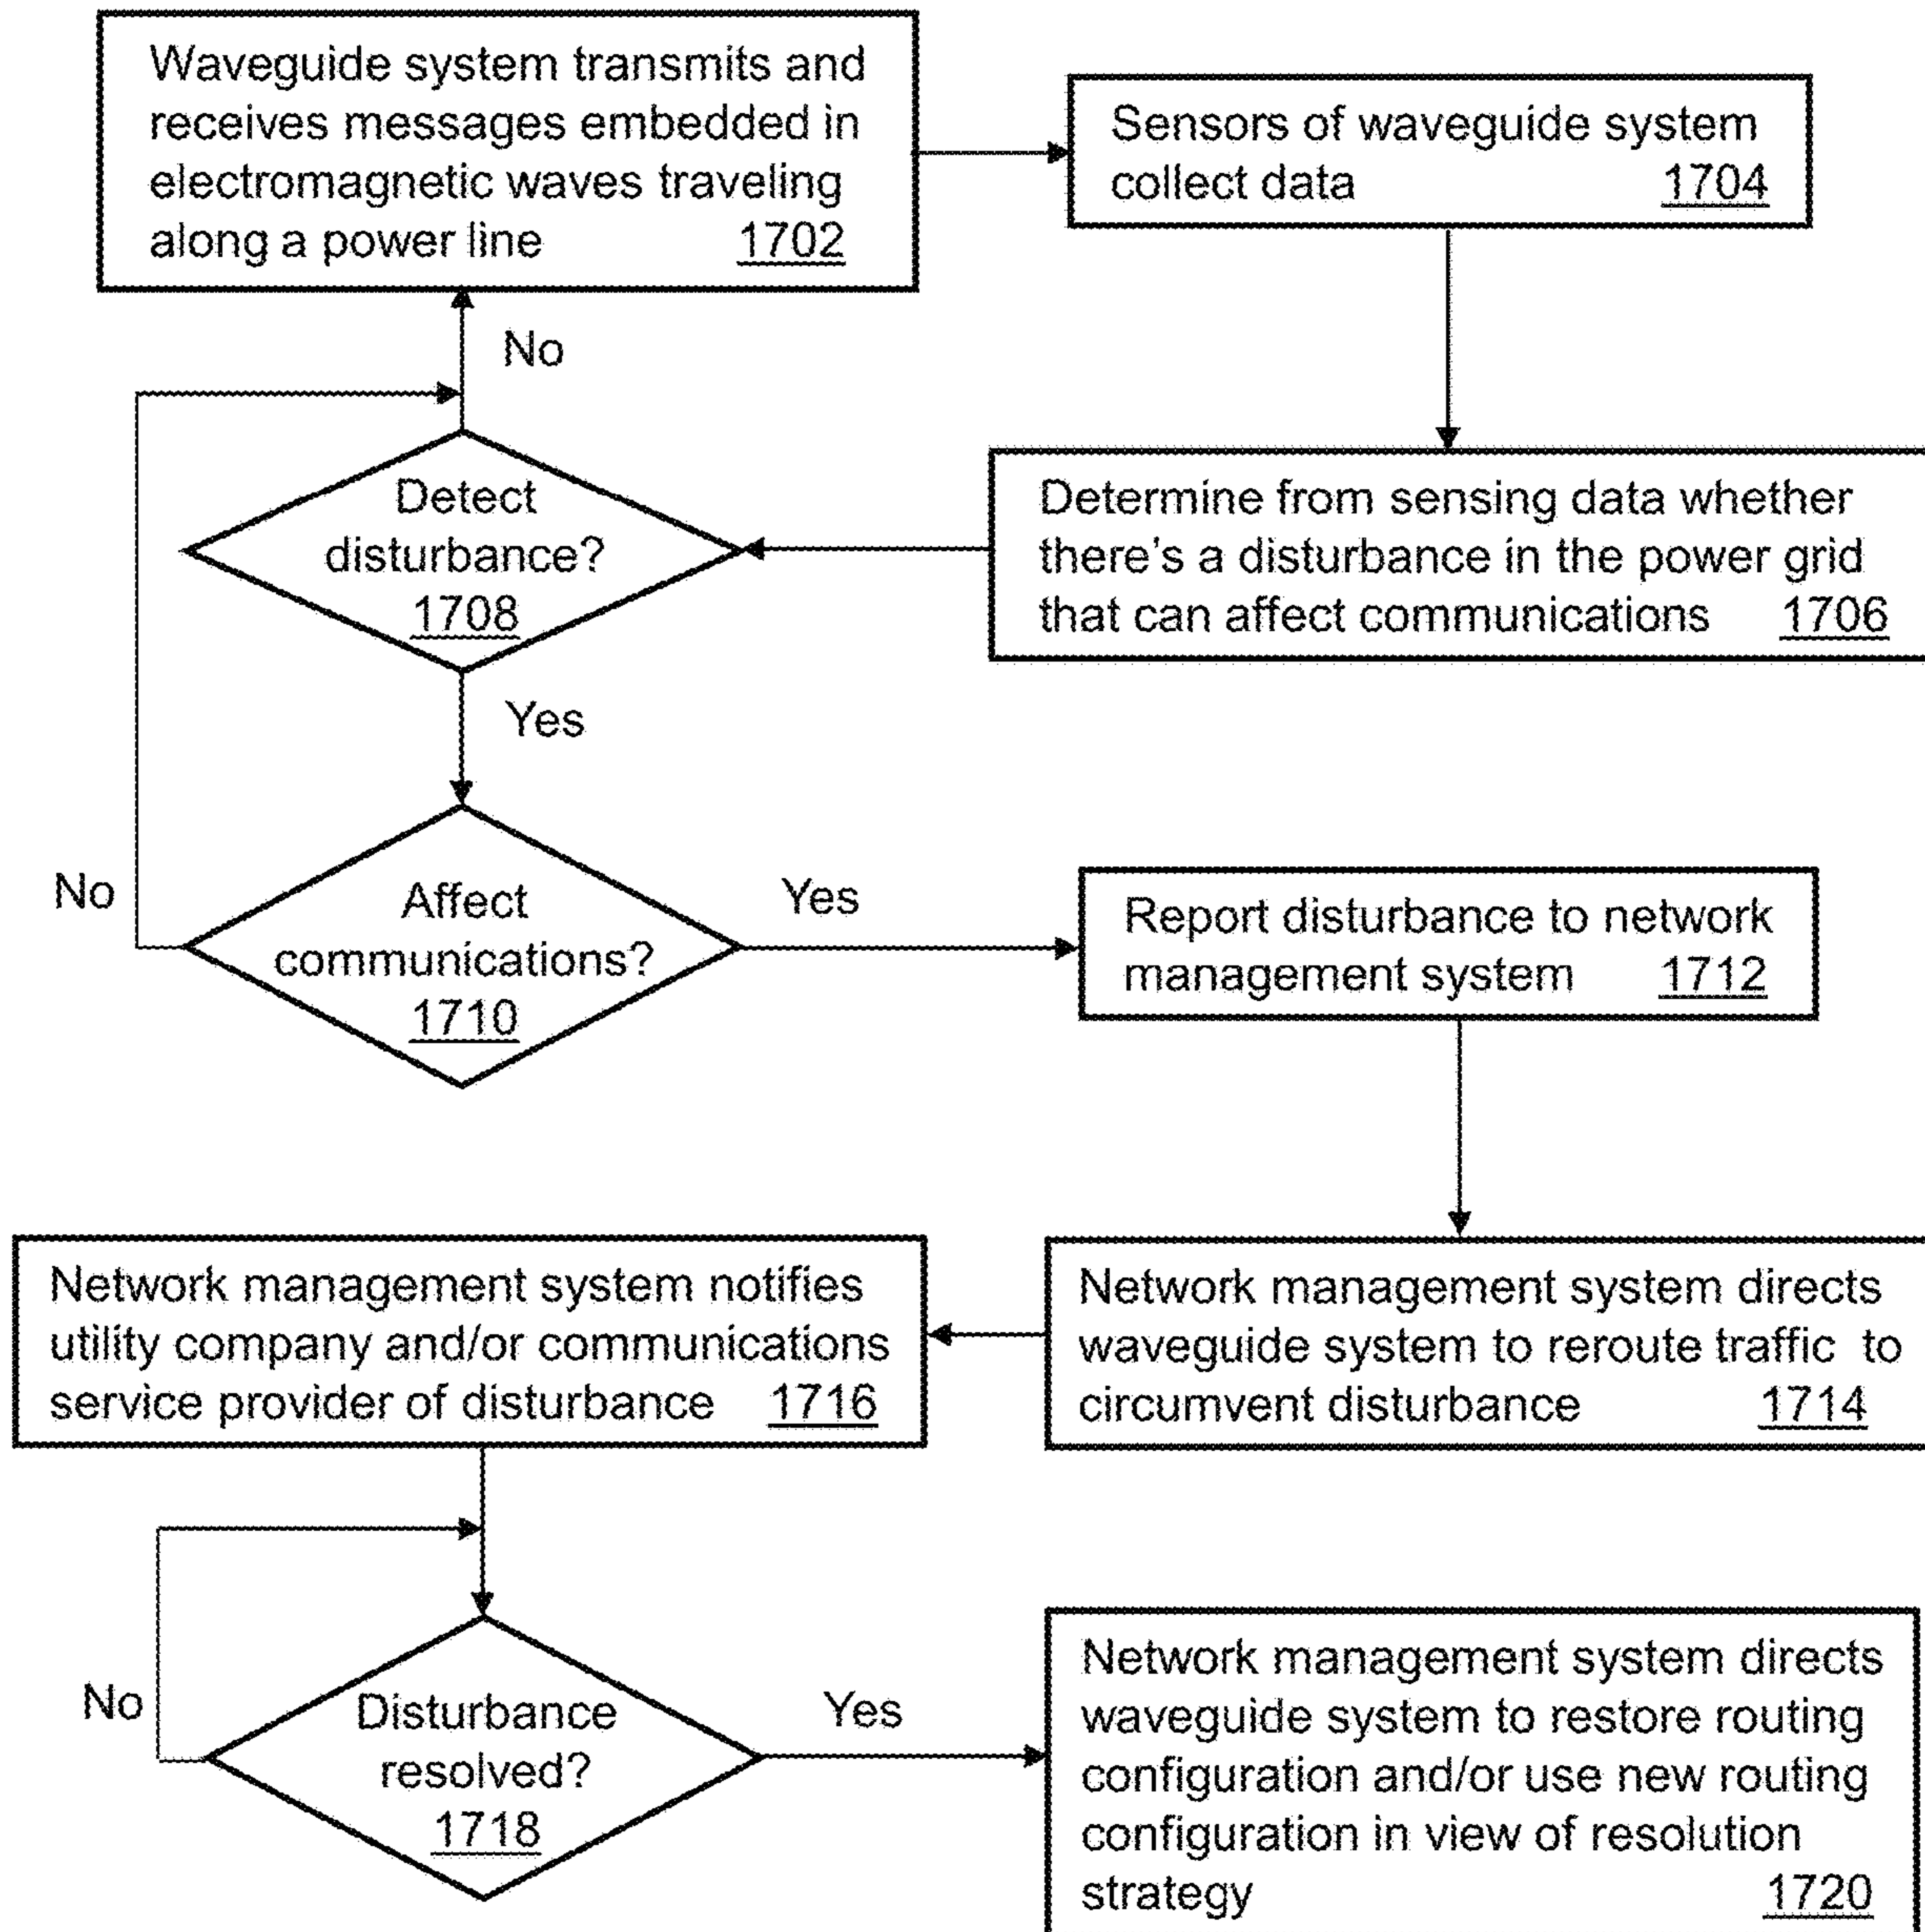 Waveguide system transmits and
receives messages embedded in
electromagnetic waves traveling
along a power line 1702
Sensors of waveguide system
collect data 1704
No
Detect
disturbance?
1708
Determine from sensing data whether
there's a disturbance in the power grid
that can affect communications 1706
Yes
No
Affect
communications?
1710
Yes
Report disturbance to network
management system 1712
Network management system notifies
utility company and/or communications
service provider of disturbance 1716
Network management system directs
waveguide system to reroute traffic to
circumvent disturbance 1714
No
Disturbance
resolved?
1718
Yes
Network management system directs
waveguide system to restore routing
configuration and/or use new routing
configuration in view of resolution
strategy 1720